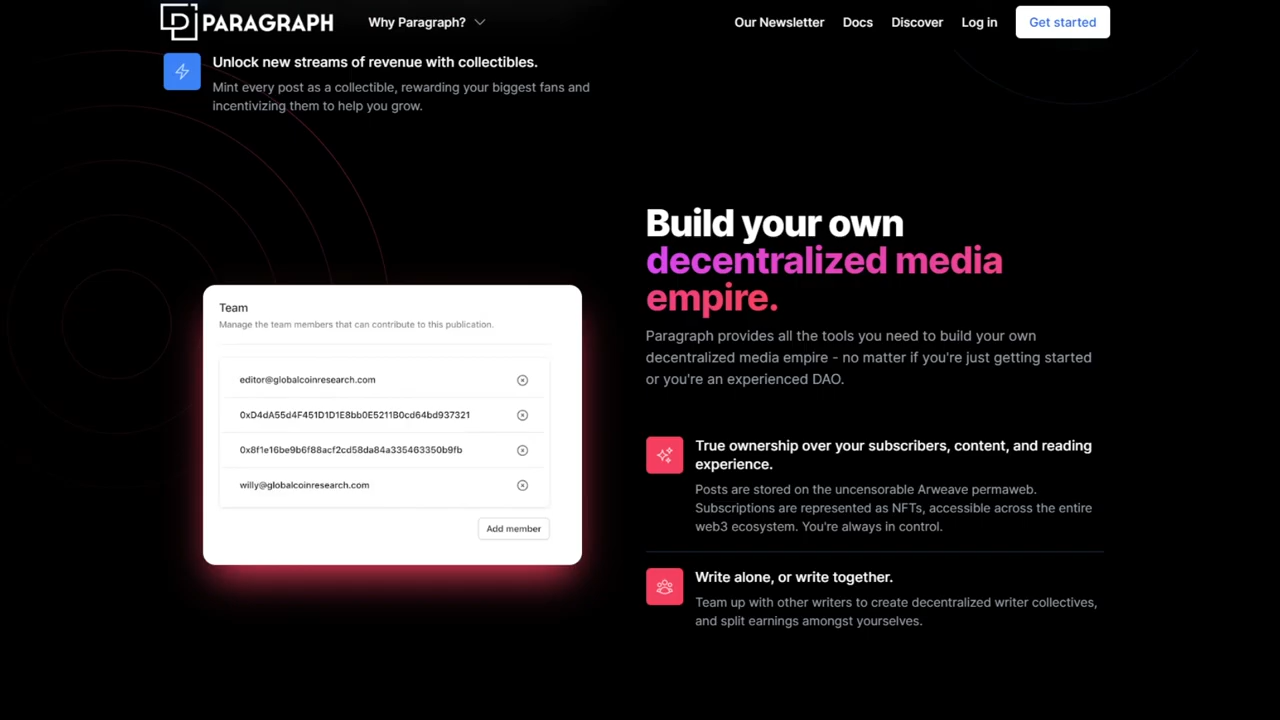 PARAGRAPH
Why Paragraph?
Our Newsletter
Docs
Discover
Log in
Get started
Unlock new streams of revenue with collectibles.
Mint every post as a collectible, rewarding your biggest fans and
incentivizing them to help you grow.
Team
Manage the team members that can contribute to this publication.
editor@globalcoinresearch.com
0xD4dA55d4F451D1D1E8bb0E5211B0cd64bd937321
0x8f1e16be9b6f88acf2cd58da84a335463350b9fb
willy@globalcoinresearch.com
Add member
Build your own
decentralized media
empire.
Paragraph provides all the tools you need to build your own
decentralized media empire - no matter if you're just getting started
or you're an experienced DAO.
True ownership over your subscribers, content, and reading
experience.
Posts are stored on the uncensorable Arweave permaweb.
Subscriptions are represented as NFTs, accessible across the entire
web3 ecosystem. You're always in control.
Write alone, or write together.
Team up with other writers to create decentralized writer collectives,
and split earnings amongst yourselves.